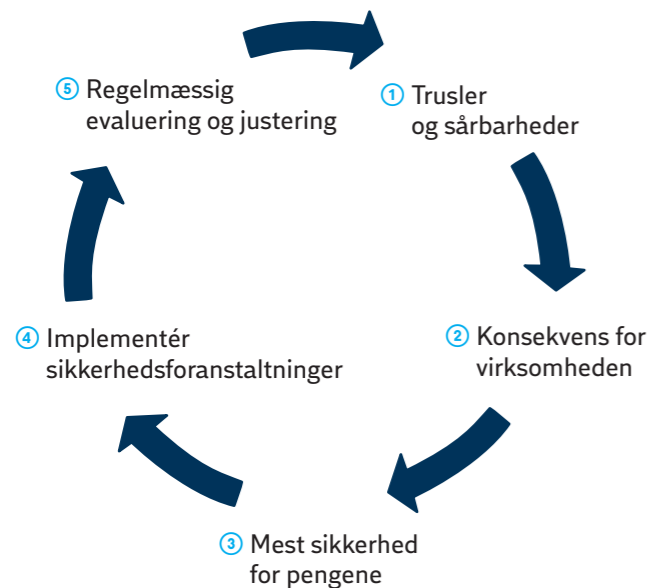 ① Trusler
og sårbarheder
② Konsekvens for
virksomheden
③ Mest sikkerhed
for pengene
④ Implementér
sikkerhedsforanstaltninger
⑤ Regelmæssig
evaluering og justering